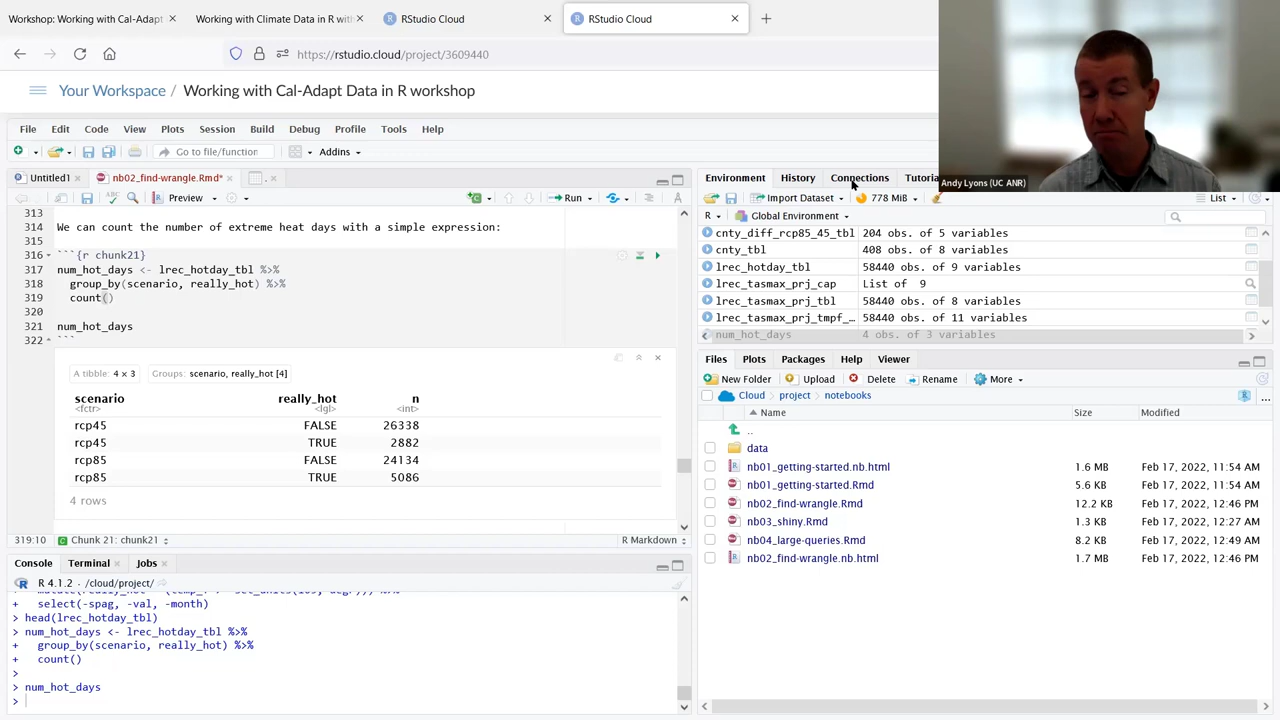 Workshop: Working with Cal-Adapt
Working with Climate Data in R wit
RStudio Cloud
RStudio Cloud
https://rstudio.cloud/project/3609440
Your Workspace / Working with Cal-Adapt Data in R workshop
File Edit Code View Plots Session Build Debug Profile Tools Help
Go to file/function
Addins
Untitled1
nb02_find-wrangle.Rmd*
Preview
Run
313
314 We can count the number of extreme heat days with a simple expression:
315
316 ```{r chunk21}
317 num_hot_days <- lrec_hotday_tbl %>%
318 group_by(scenario, really_hot) %>%
319 count()
320
321 num_hot_days
322 ```
A tibble: 4 × 3 Groups: scenario, really_hot [4]
scenario really_hot n
<fctr> <lgl> <int>
rcp45 FALSE 26338
rcp45 TRUE 2882
rcp85 FALSE 24134
rcp85 TRUE 5086
4 rows
319:10 Chunk 21: chunk21 R Markdown
Console Terminal Jobs
R 4.1.2 · /cloud/project/
+ select(-spag, -val, -month)
> head(lrec_hotday_tbl)
> num_hot_days <- lrec_hotday_tbl %>%
+ group_by(scenario, really_hot) %>%
+ count()
>
> num_hot_days
>
Environment History Connections Tutoria
Import Dataset 778 MiB List
R Global Environment
cnty_diff_rcp85_45_tbl 204 obs. of 5 variables
cnty_tbl 408 obs. of 8 variables
lrec_hotday_tbl 58440 obs. of 9 variables
lrec_tasmax_prj_cap List of 9
lrec_tasmax_prj_tbl 58440 obs. of 8 variables
lrec_tasmax_prj_tmpf_… 58440 obs. of 11 variables
num_hot_days 4 obs. of 3 variables
Files Plots Packages Help Viewer
New Folder Upload Delete Rename More
Cloud project notebooks
Name Size Modified
..
data
nb01_getting-started.nb.html 1.6 MB Feb 17, 2022, 11:54 AM
nb01_getting-started.Rmd 5.6 KB Feb 17, 2022, 11:54 AM
nb02_find-wrangle.Rmd 12.2 KB Feb 17, 2022, 12:46 PM
nb03_shiny.Rmd 1.3 KB Feb 17, 2022, 12:27 AM
nb04_large-queries.Rmd 8.2 KB Feb 17, 2022, 12:49 AM
nb02_find-wrangle.nb.html 1.7 MB Feb 17, 2022, 12:46 PM
Andy Lyons (UC ANR)